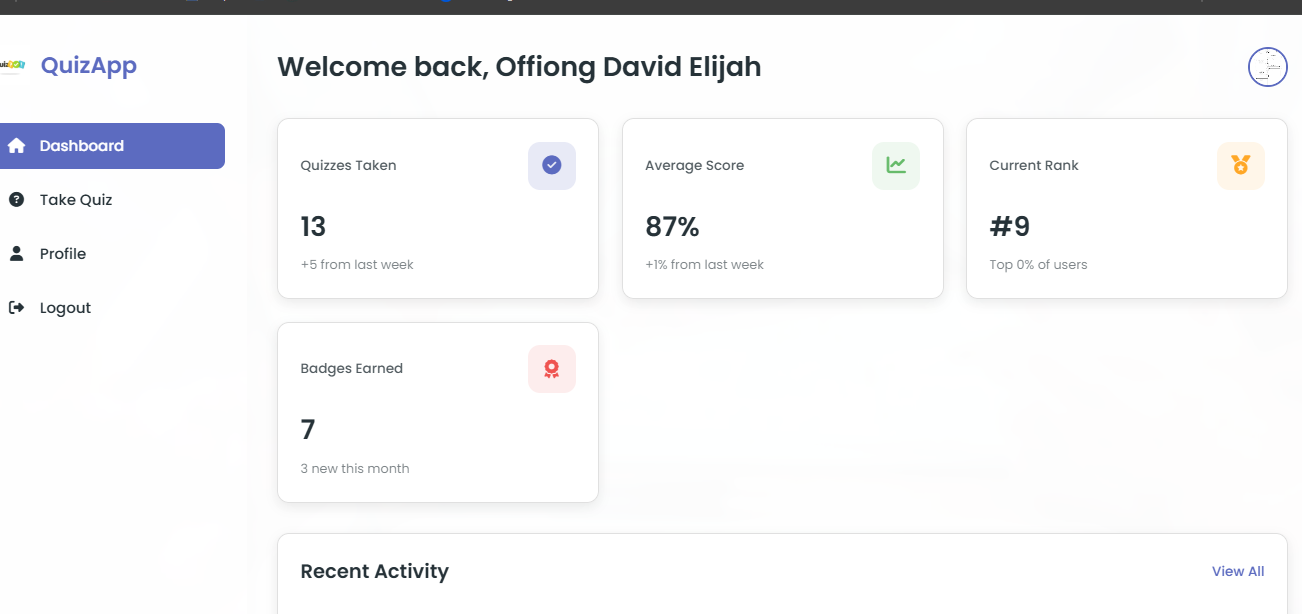 QuizApp
Welcome back, Offiong David Elijah
Dashboard
Take Quiz
Profile
Logout
Quizzes Taken
13
+5 from last week
Average Score
87%
+1% from last week
Current Rank
#9
Top 0% of users
Badges Earned
7
3 new this month
Recent Activity
View All